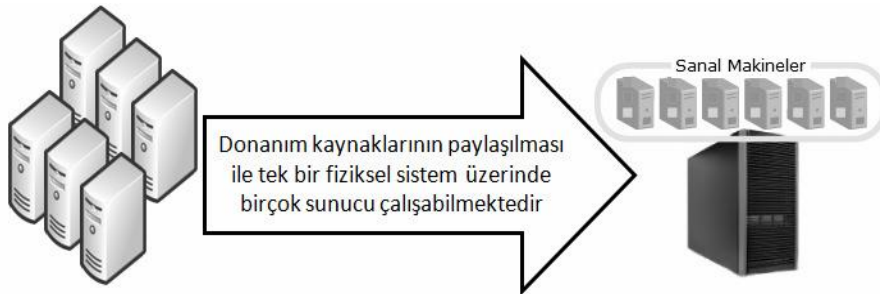 Sanal Makineler
Donanım kaynaklarının paylaşılması
ile tek bir fiziksel sistem üzerinde
birçok sunucu çalışabilmektedir